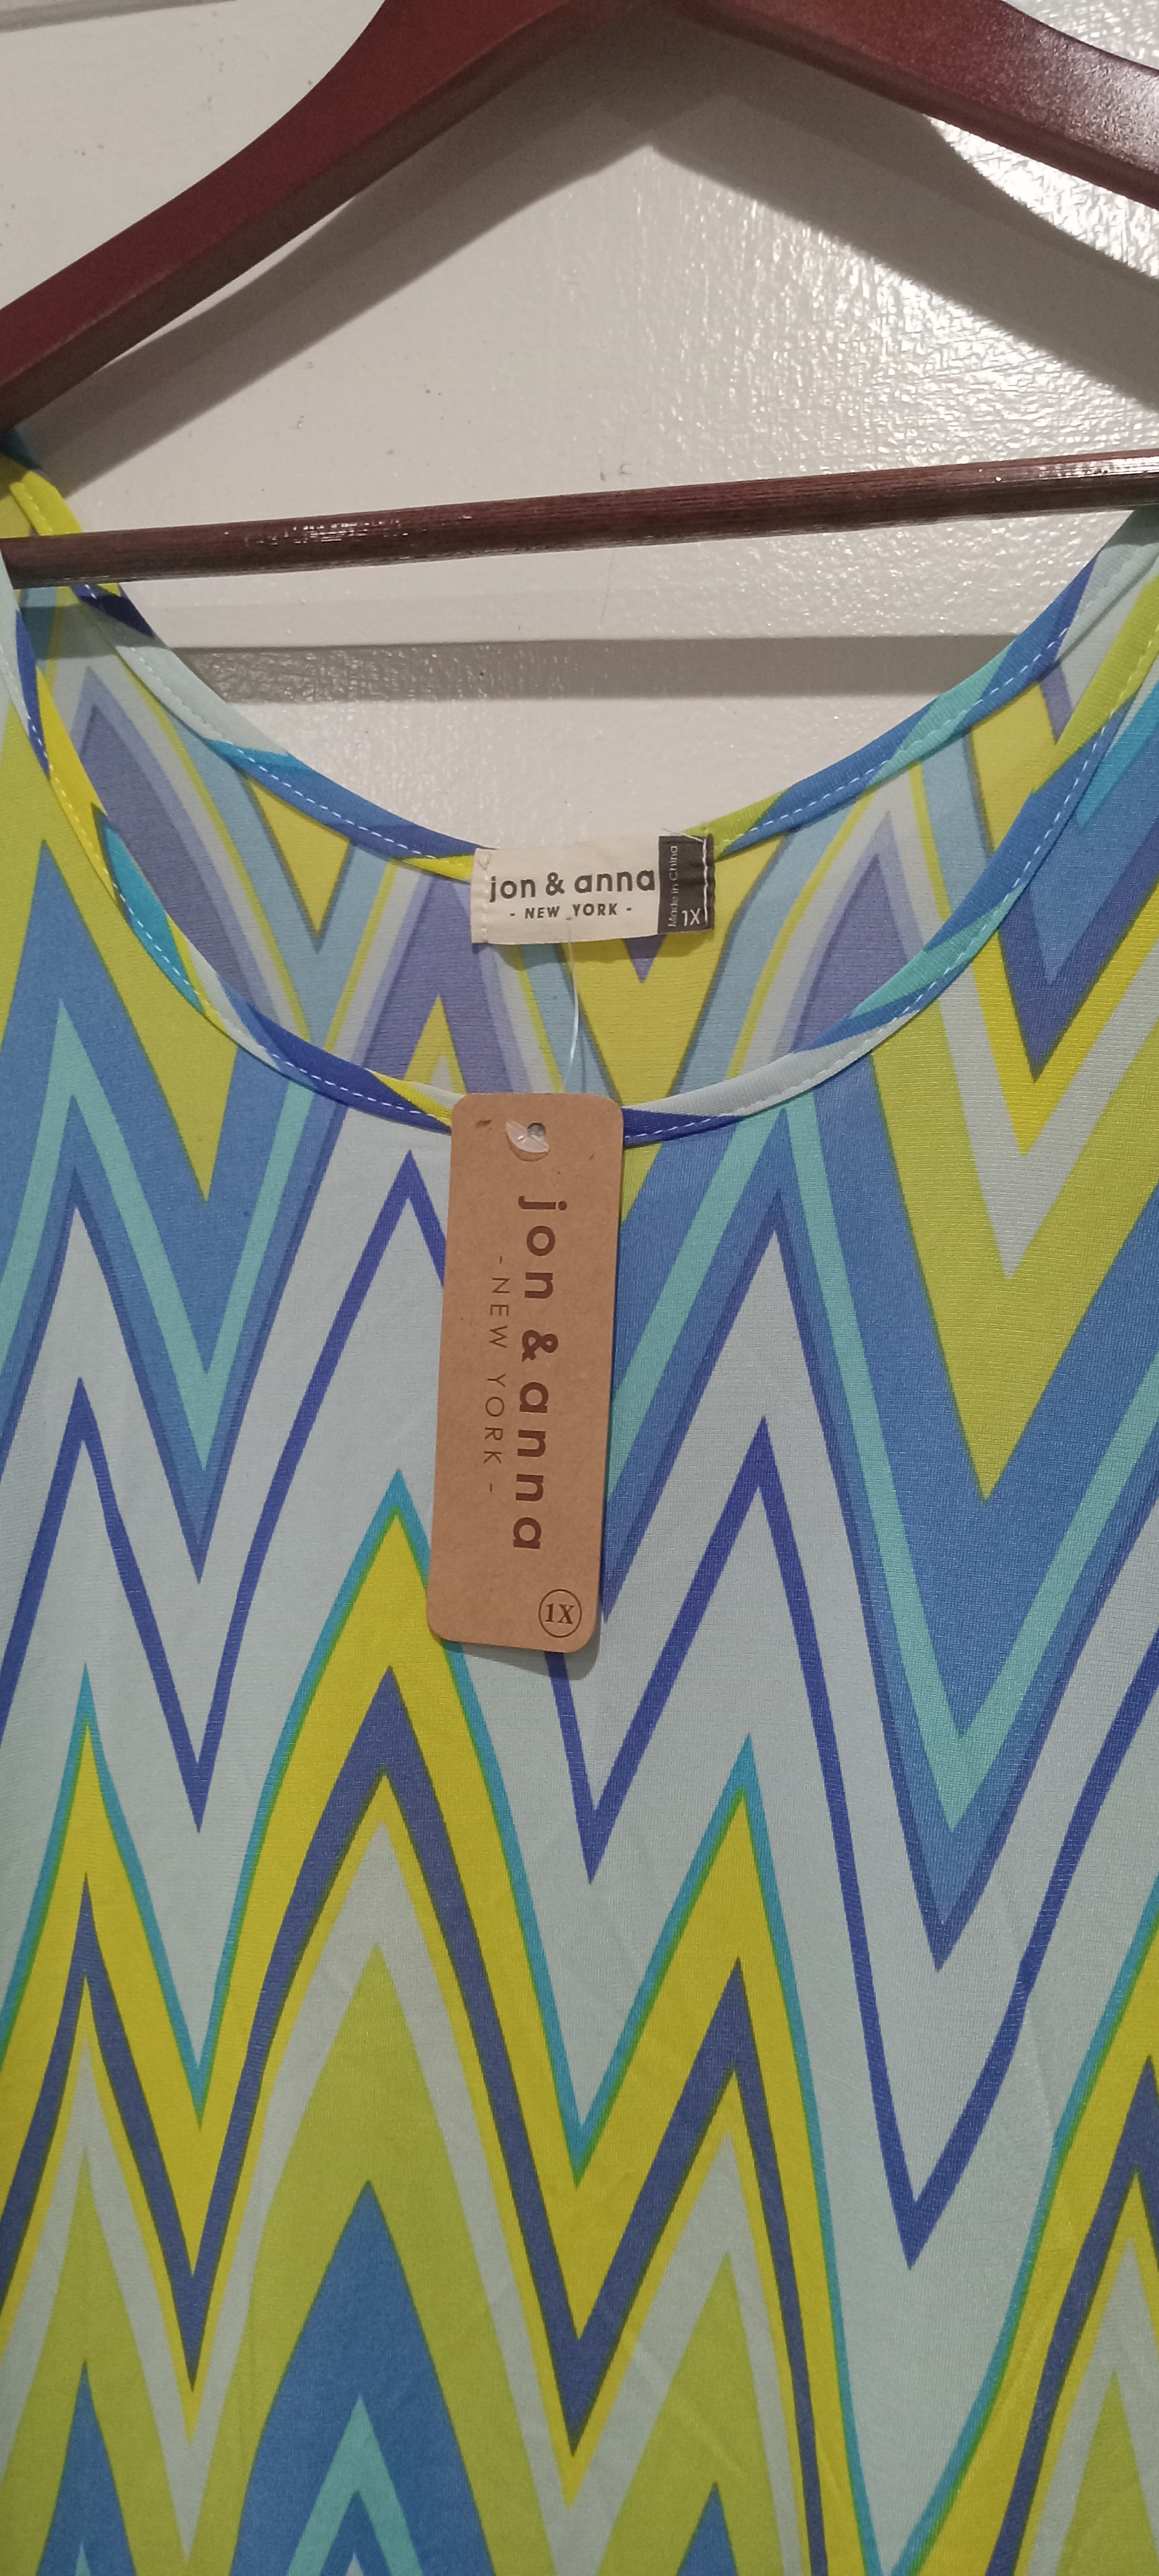 jon & anna
- NEW YORK -
Made in China
1X
jon & anna
- NEW YORK -
1X